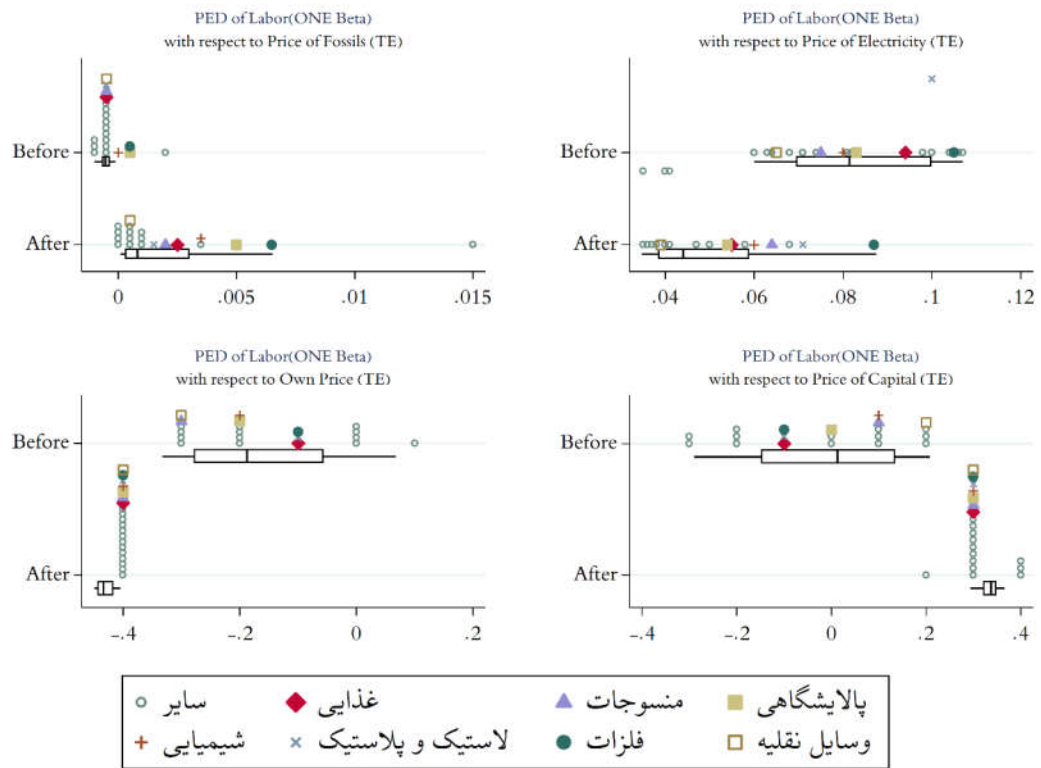 PED of Labor(ONE Beta)
with respect to Price of Fossils (TE)
Before
After
0 .005 .01 .015
PED of Labor(ONE Beta)
with respect to Price of Electricity (TE)
Before
After
.04 .06 .08 .1 .12
PED of Labor(ONE Beta)
with respect to Own Price (TE)
Before
After
-.4 -.2 0 .2
PED of Labor(ONE Beta)
with respect to Price of Capital (TE)
Before
After
-.4 -.2 0 .2 .4
سایر غذایی منسوجات پالایشگاهی
شیمیایی لاستیک و پلاستیک فلزات وسایل نقلیه